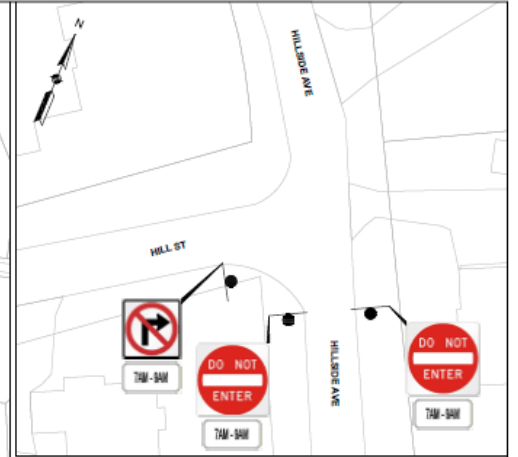 N
HILLSIDE AVE
HILL ST
7AM - 9AM
DO NOT
ENTER
7AM - 9AM
HILLSIDE AVE
DO NOT
ENTER
7AM - 9AM